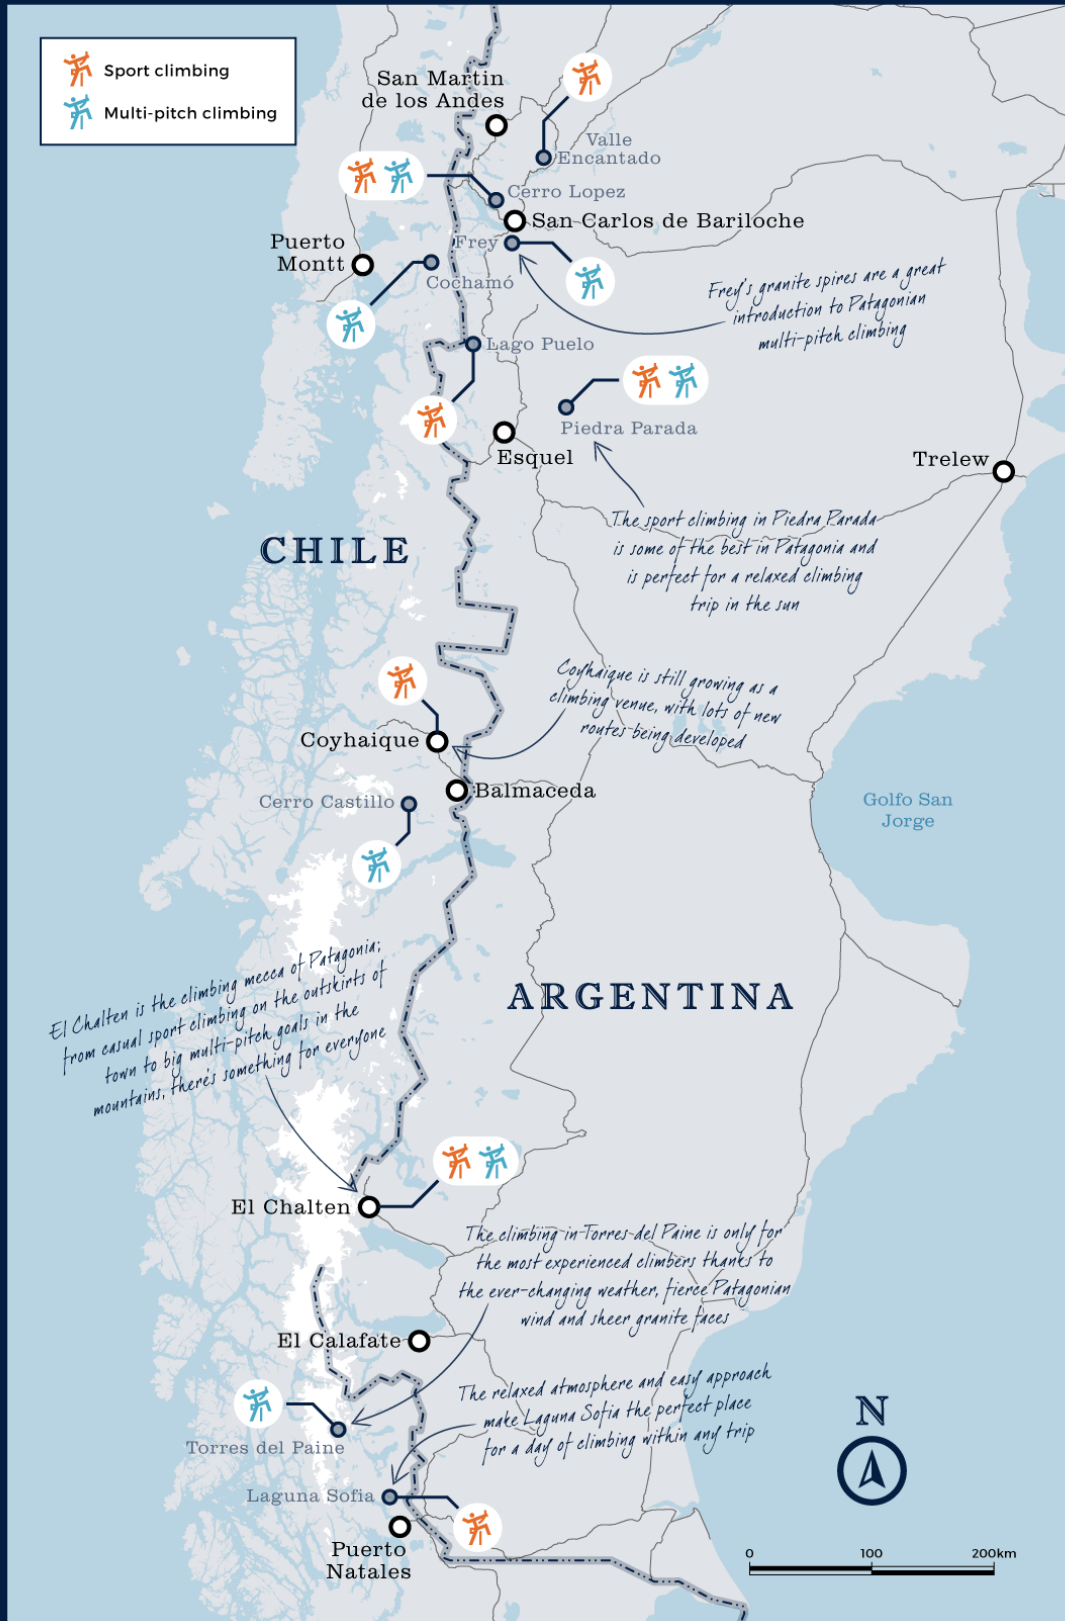 Sport climbing
Multi-pitch climbing
San Martin
de los Andes
Valle
Encantado
Cerro Lopez
San Carlos de Bariloche
Puerto
Montt
Frey
Cochamó
Frey's granite spires are a great
introduction to Patagonian
multi-pitch climbing
Lago Puelo
Piedra Parada
Esquel
Trelew
The sport climbing in Piedra Parada
is some of the best in Patagonia and
is perfect for a relaxed climbing
trip in the sun
CHILE
Coyhaique is still growing as a
climbing venue, with lots of new
routes being developed
Coyhaique
Balmaceda
Cerro Castillo
Golfo San
Jorge
ARGENTINA
El Chalten is the climbing mecca of Patagonia;
from casual sport climbing on the outskirts of
town to big multi-pitch goals in the
mountains, there's something for everyone
El Chalten
The climbing in Torres del Paine is only for
the most experienced climbers thanks to
the ever-changing weather, fierce Patagonian
wind and sheer granite faces
El Calafate
The relaxed atmosphere and easy approach
make Laguna Sofia the perfect place
for a day of climbing within any trip
Torres del Paine
Laguna Sofia
Puerto
Natales
N
0 100 200km